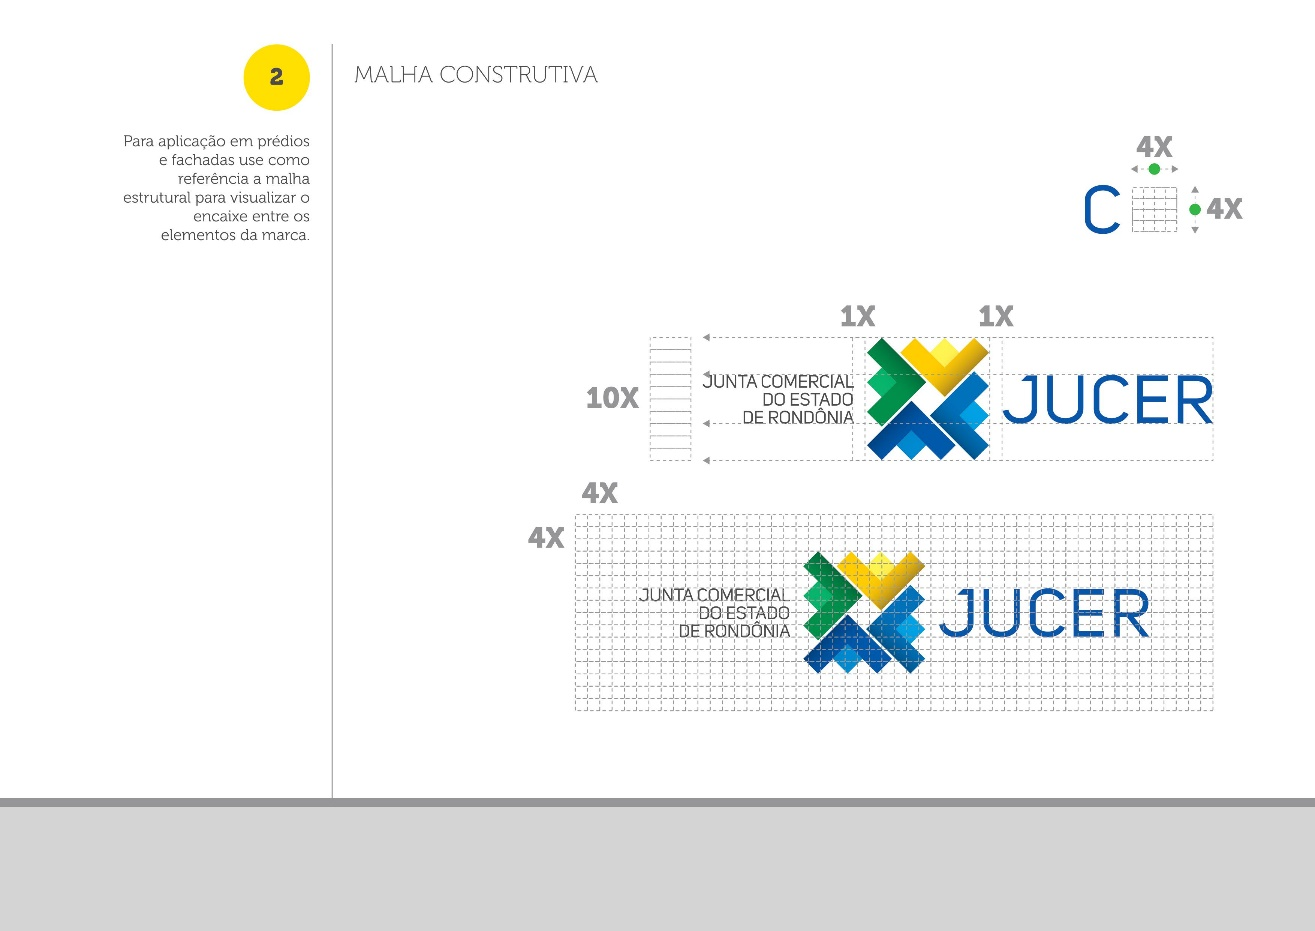 2
MALHA CONSTRUTIVA
Para aplicação em prédios
e fachadas use como
referência a malha
estrutural para visualizar o
encaixe entre os
elementos da marca.
4X
C
4X
1X
1X
10X
JUNTA COMERCIAL
DO ESTADO
DE RONDÔNIA
JUCER
4X
4X
JUNTA COMERCIAL
DO ESTADO
DE RONDÔNIA
JUCER